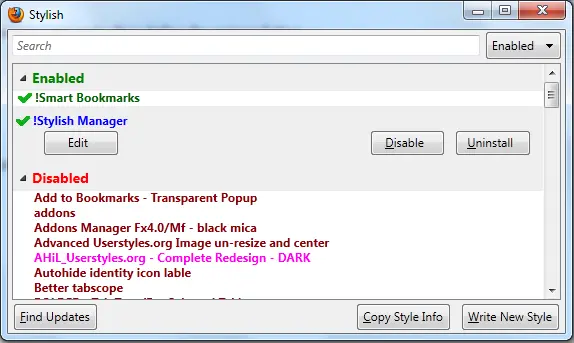 Stylish
Search
Enabled
Enabled
!Smart Bookmarks
!Stylish Manager
Edit
Disable
Uninstall
Disabled
Add to Bookmarks - Transparent Popup
addons
Addons Manager Fx4.0/Mf - black mica
Advanced Userstyles.org Image un-resize and center
AHiL_Userstyles.org - Complete Redesign - DARK
Autohide identity icon lable
Better tabscope
Find Updates
Copy Style Info
Write New Style